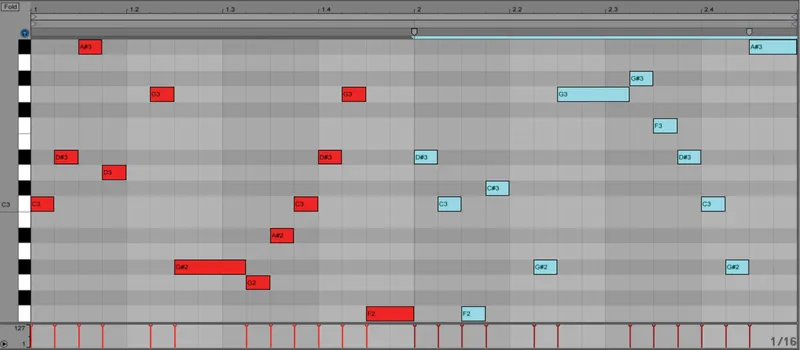 Fold
1 1.2 1.3 1.4 2 2.2 2.3 2.4
A#3 A#3
G#3
G3 G3 G3
F3
D#3 D#3 D#3 D#3
D3
C#3
C3 C3 C3 C3 C3
A#2
G#2 G#2 G#2
G2
F2 F2
127
1 1/16